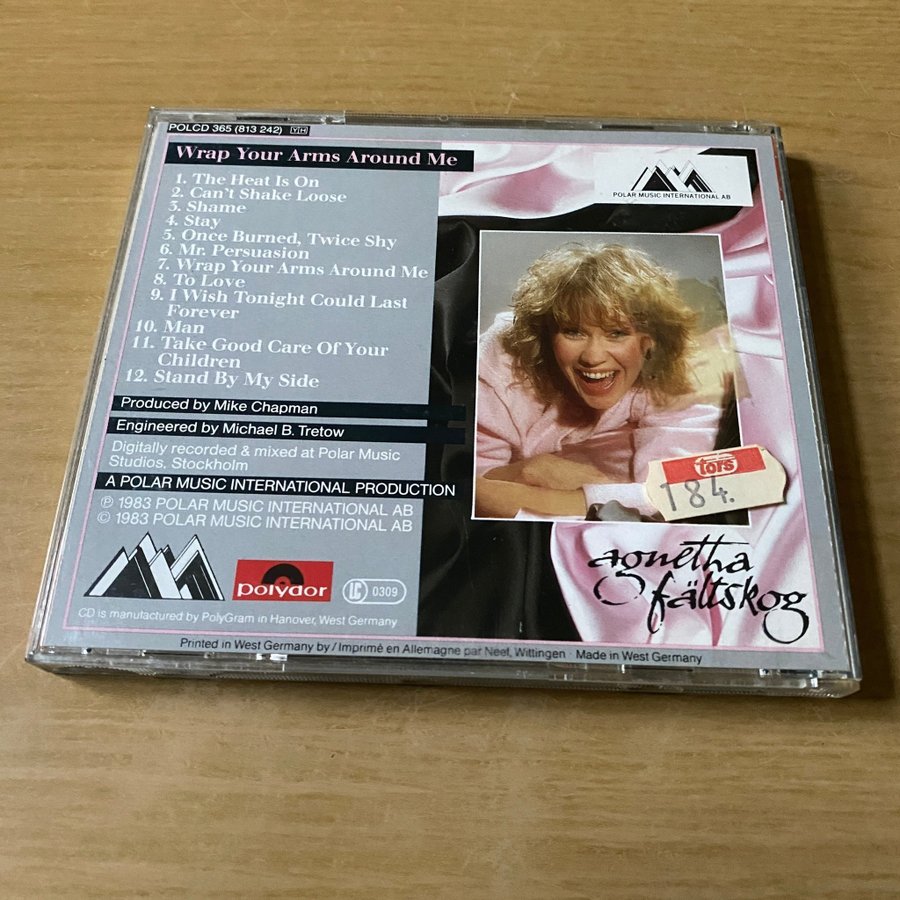 POLCD 365 (813 242) YH
Wrap Your Arms Around Me
1. The Heat Is On
2. Can't Shake Loose
3. Shame
4. Stay
5. Once Burned, Twice Shy
6. Mr. Persuasion
7. Wrap Your Arms Around Me
8. To Love
9. I Wish Tonight Could Last
Forever
10. Man
11. Take Good Care Of Your
Children
12. Stand By My Side
Produced by Mike Chapman
Engineered by Michael B. Tretow
Digitally recorded & mixed at Polar Music
Studios, Stockholm
A POLAR MUSIC INTERNATIONAL PRODUCTION
℗ 1983 POLAR MUSIC INTERNATIONAL AB
© 1983 POLAR MUSIC INTERNATIONAL AB
polydor
LC 0309
CD is manufactured by PolyGram in Hanover, West Germany
POLAR MUSIC INTERNATIONAL AB
fors
184.
agnetha
fältskog
Printed in West Germany by / Imprimé en Allemagne par Neef, Wittingen · Made in West Germany